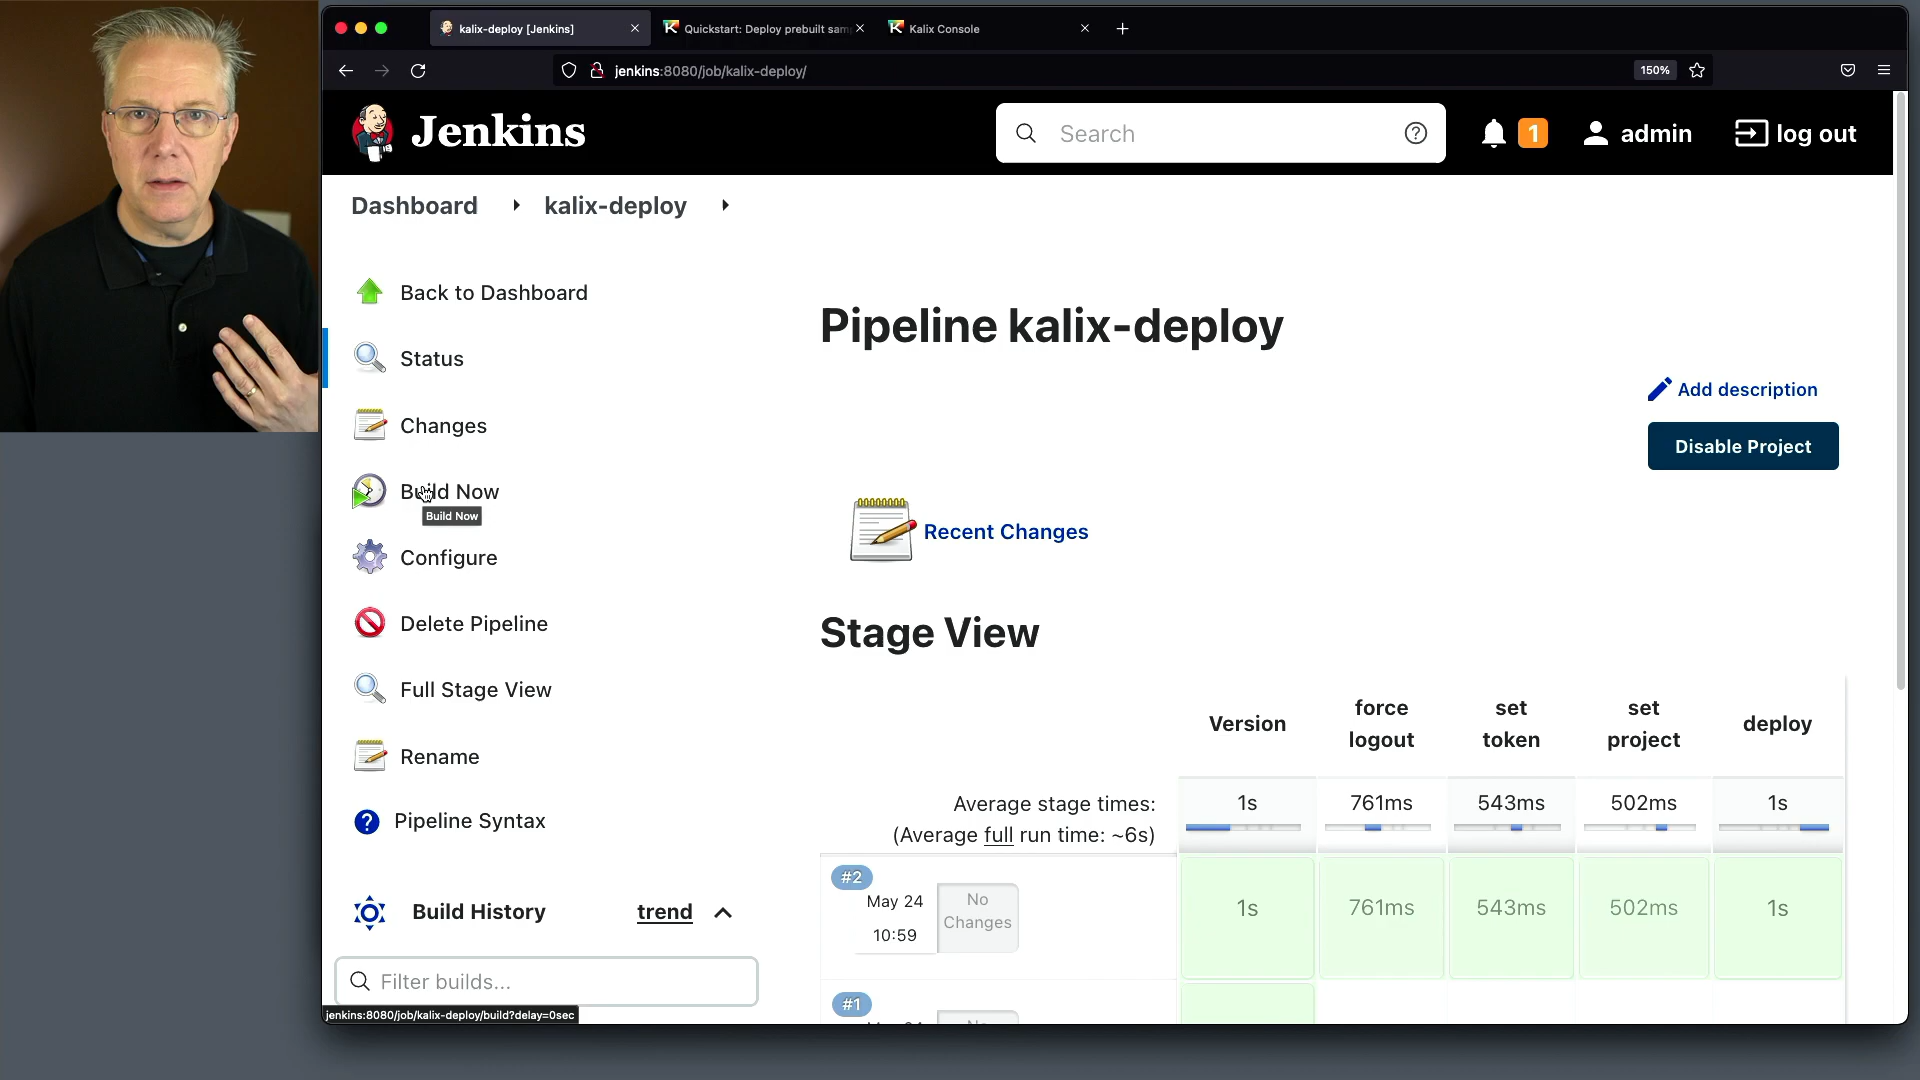 kalix-deploy [Jenkins]
Quickstart: Deploy prebuilt sam
Kalix Console
jenkins:8080/job/kalix-deploy/
150%
Jenkins
Search
1
admin
log out
Dashboard
kalix-deploy
Back to Dashboard
Status
Changes
Build Now
Build Now
Configure
Delete Pipeline
Full Stage View
Rename
Pipeline Syntax
Build History
trend
Filter builds...
jenkins:8080/job/kalix-deploy/build?delay=0sec
Pipeline kalix-deploy
Add description
Disable Project
Recent Changes
Stage View
Version
force
logout
set
token
set
project
deploy
Average stage times:
(Average full run time: ~6s)
1s
761ms
543ms
502ms
1s
#2
May 24
10:59
No
Changes
1s
761ms
543ms
502ms
1s
#1